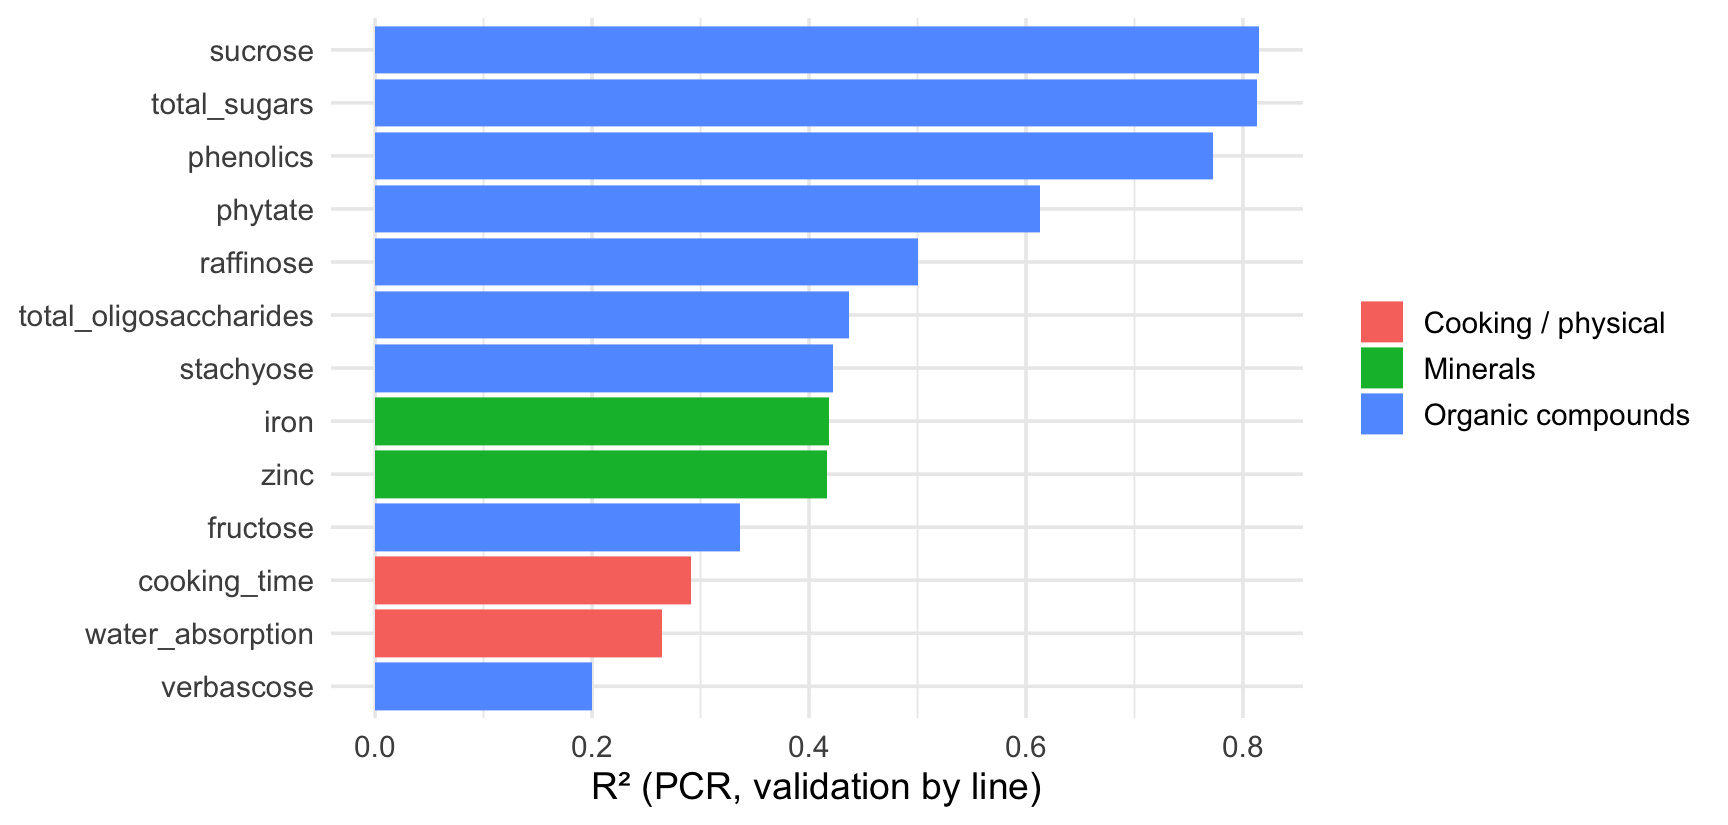 sucrose
total_sugars
phenolics
phytate
raffinose
total_oligosaccharides
stachyose
iron
zinc
fructose
cooking_time
water_absorption
verbascose
0.0 0.2 0.4 0.6 0.8
R² (PCR, validation by line)
Cooking / physical
Minerals
Organic compounds